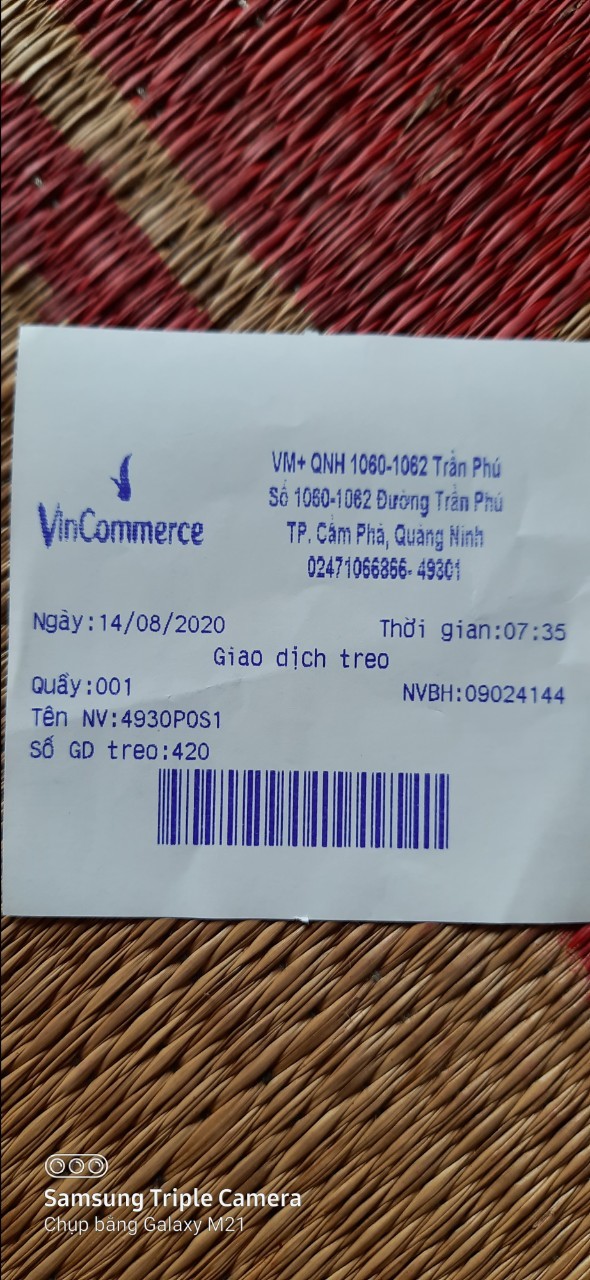 VinCommerce
VM+ QNH 1060-1062 Trần Phú
Số 1060-1062 Đường Trần Phú
TP. Cẩm Phả, Quảng Ninh
02471066866- 49301
Ngày:14/08/2020 Thời gian:07:35
Giao dịch treo
Quầy:001 NVBH:09024144
Tên NV:4930POS1
Số GD treo:420
Samsung Triple Camera
Chụp bằng Galaxy M21